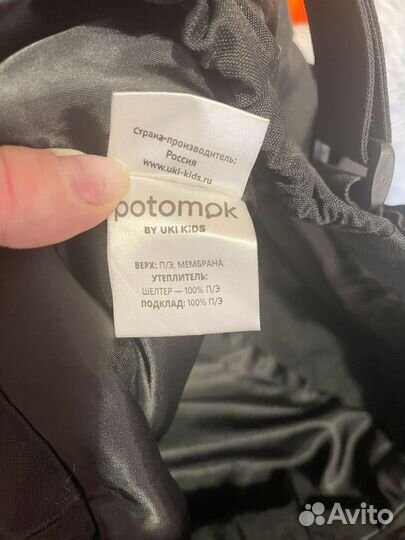 Страна-производитель:
Россия
www.uki-kids.ru
potomok
BY UKI KIDS
ВЕРХ: П/Э, МЕМБРАНА
УТЕПЛИТЕЛЬ:
ШЕЛТЕР — 100% П/Э
ПОДКЛАД: 100% П/Э
Avito